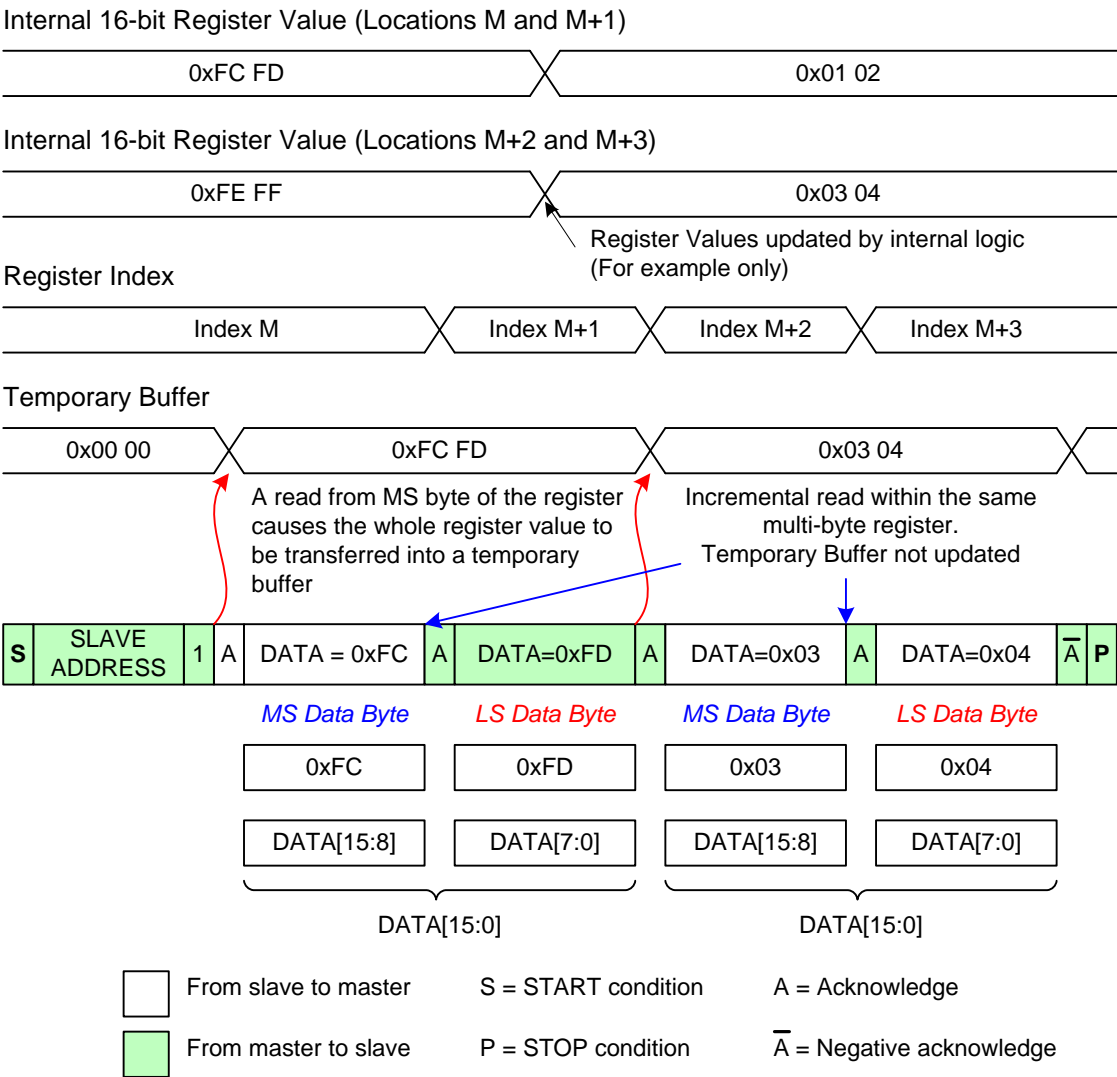 Internal 16-bit Register Value (Locations M and M+1)
0xFC FD
0x01 02
Internal 16-bit Register Value (Locations M+2 and M+3)
0xFE FF
0x03 04
Register Values updated by internal logic
(For example only)
Register Index
Index M
Index M+1
Index M+2
Index M+3
Temporary Buffer
0x00 00
0xFC FD
0x03 04
A read from MS byte of the register
causes the whole register value to
be transferred into a temporary
buffer
Incremental read within the same
multi-byte register.
Temporary Buffer not updated
S
SLAVE
ADDRESS
1
A
DATA = 0xFC
A
DATA=0xFD
A
DATA=0x03
A
DATA=0x04
A̅
P
MS Data Byte
LS Data Byte
MS Data Byte
LS Data Byte
0xFC
0xFD
0x03
0x04
DATA[15:8]
DATA[7:0]
DATA[15:8]
DATA[7:0]
DATA[15:0]
DATA[15:0]
From slave to master
S = START condition
A = Acknowledge
From master to slave
P = STOP condition
A̅ = Negative acknowledge